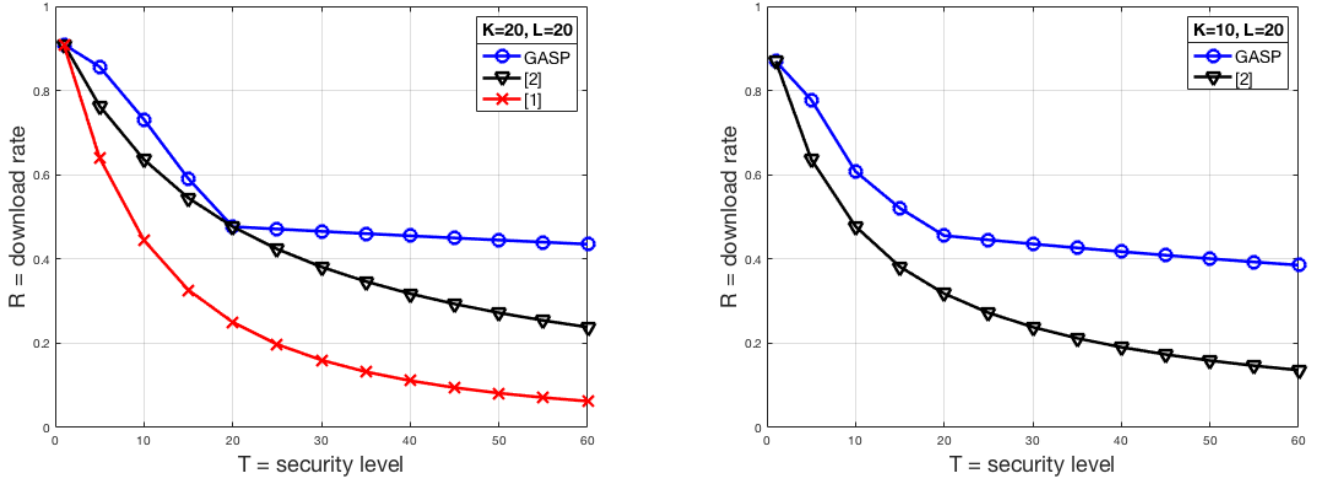 K=20, L=20
GASP
[2]
[1]
R = download rate
1
0.8
0.6
0.4
0.2
0
0 10 20 30 40 50 60
T = security level
K=10, L=20
GASP
[2]
R = download rate
1
0.8
0.6
0.4
0.2
0
0 10 20 30 40 50 60
T = security level